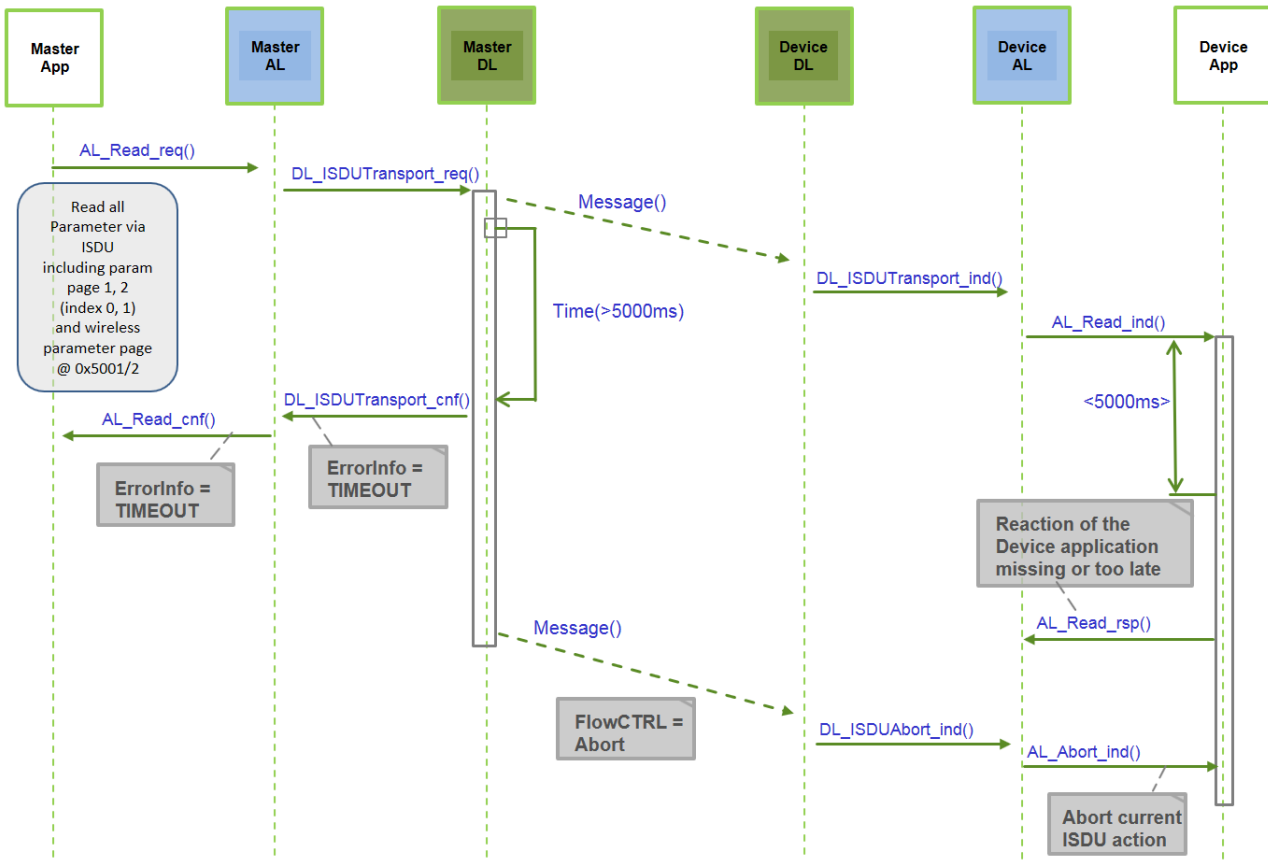 Master
App
Master
AL
Master
DL
Device
DL
Device
AL
Device
App
AL_Read_req()
DL_ISDUTransport_req()
Message()
Read all
Parameter via
ISDU
including param
page 1, 2
(index 0, 1)
and wireless
parameter page
@ 0x5001/2
DL_ISDUTransport_ind()
Time(>5000ms)
AL_Read_ind()
<5000ms>
DL_ISDUTransport_cnf()
AL_Read_cnf()
ErrorInfo =
TIMEOUT
ErrorInfo =
TIMEOUT
Reaction of the
Device application
missing or too late
AL_Read_rsp()
Message()
FlowCTRL =
Abort
DL_ISDUAbort_ind()
AL_Abort_ind()
Abort current
ISDU action